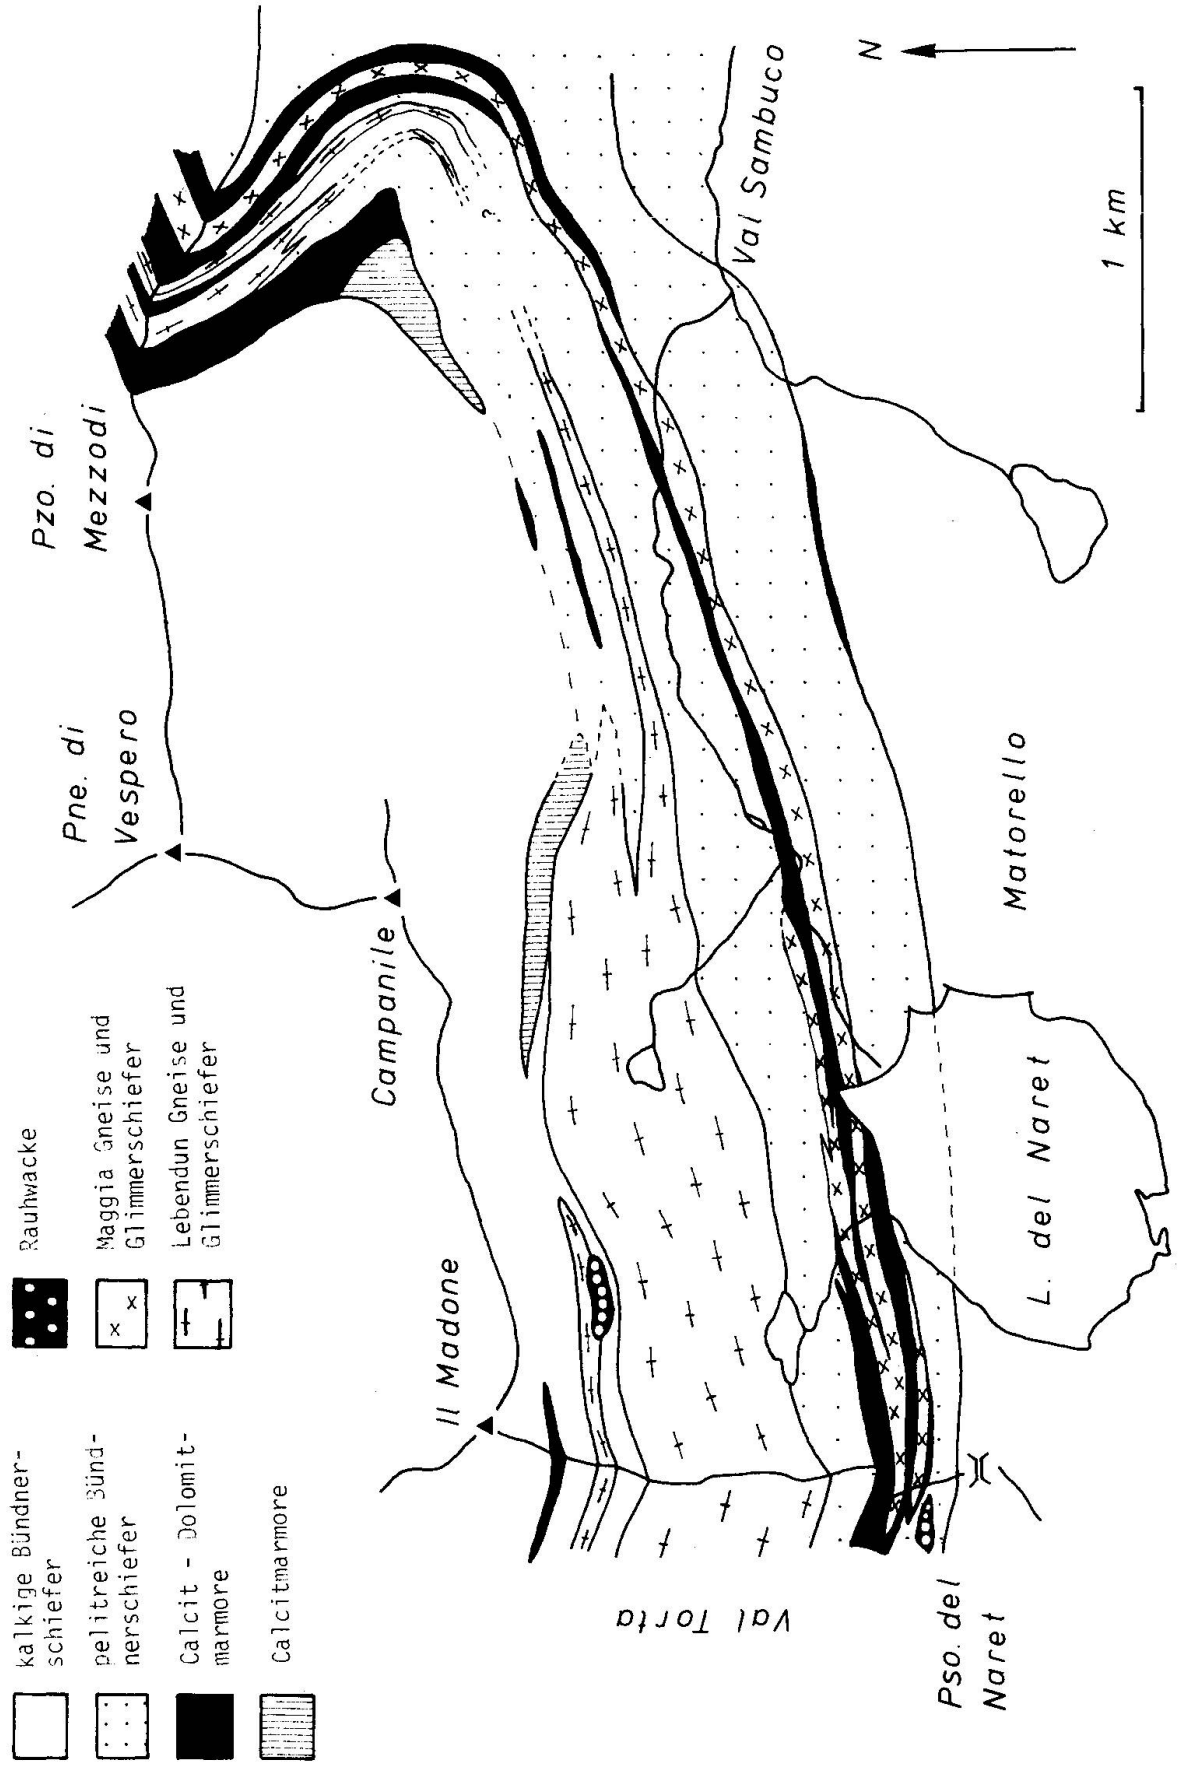 kalkige Bündner-
schiefer
pelitreiche Bünd-
nerschiefer
Calcit - Dolomit-
marmore
Calcitmarmore
Rauhwacke
Maggia Gneise und
Glimmerschiefer
Lebendun Gneise und
Glimmerschiefer
Pne. di
Vespero
Pzo. di
Mezzodi
Campanile
Il Madone
Val Torta
Pso. del
Naret
L. del Naret
Matorello
Val Sambuco
?
N
1 km